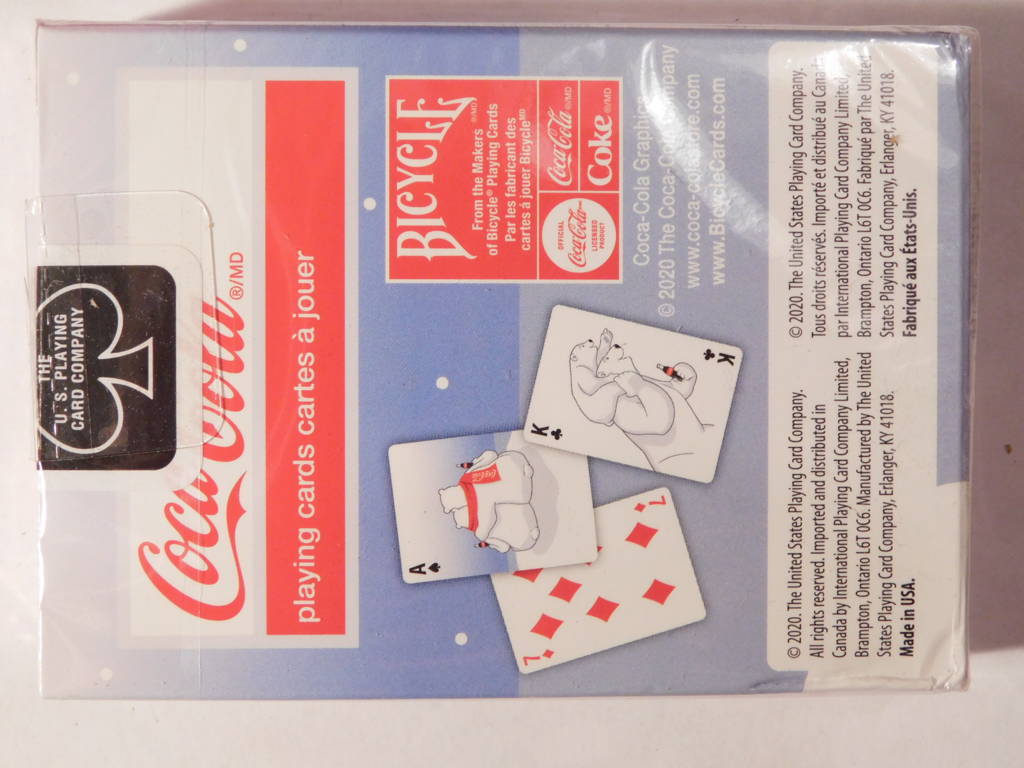 THE
U. S. PLAYING
CARD COMPANY
Coca-Cola ®/MD
playing cards cartes à jouer
A
Coca-Cola
7
7
K
K
BICYCLE
®/MD
From the Makers
of Bicycle® Playing Cards
Par les fabricant des
cartes à jouer Bicycle MD
OFFICIAL
Coca-Cola
LICENSED
PRODUCT
Coca-Cola ®/MD
Coke ®/MD
Coca-Cola Graphics
© 2020 The Coca-Cola Company
www.coca-colastore.com
www.BicycleCards.com
© 2020. The United States Playing Card Company.
All rights reserved. Imported and distributed in
Canada by International Playing Card Company Limited,
Brampton, Ontario L6T 0C6. Manufactured by The United
States Playing Card Company, Erlanger, KY 41018.
Made in USA.
© 2020. The United States Playing Card Company.
Tous droits réservés. Importé et distribué au Canada
par International Playing Card Company Limited,
Brampton, Ontario L6T 0C6. Fabriqué par The United
States Playing Card Company, Erlanger, KY 41018.
Fabriqué aux États-Unis.